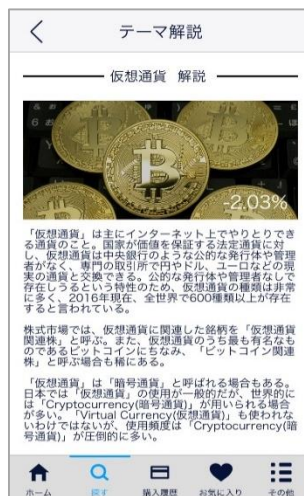 テーマ解説
仮想通貨 解説
-2.03%
「仮想通貨」は主にインターネット上でやりとりでき
る通貨のこと。国家が価値を保証する法定通貨に対
し、仮想通貨は中央銀行のような公的な発行体や管理
者がなく、専門の取引所で円やドル、ユーロなどの現
実の通貨と交換できる。公的な発行体や管理者なしで
存在しうるという特性のため、仮想通貨の種類は非常
に多く、2016年現在、全世界で600種類以上が存在
すると言われている。
株式市場では、仮想通貨に関連した銘柄を「仮想通貨
関連株」と呼ぶ。また、仮想通貨のうち最も有名なも
のであるビットコインにちなみ、「ビットコイン関連
株」と呼ぶ場合も稀にある。
「仮想通貨」は「暗号通貨」と呼ばれる場合もある。
日本では「仮想通貨」の使用が一般的だが、世界的に
は「Cryptocurrency(暗号通貨)」が用いられる場合
が多い。「Virtual Currency(仮想通貨)」も使われな
いわけではないが、使用頻度は「Cryptocurrency(暗
号通貨)」が圧倒的に多い。
ホーム
探す
購入履歴
お気に入り
その他